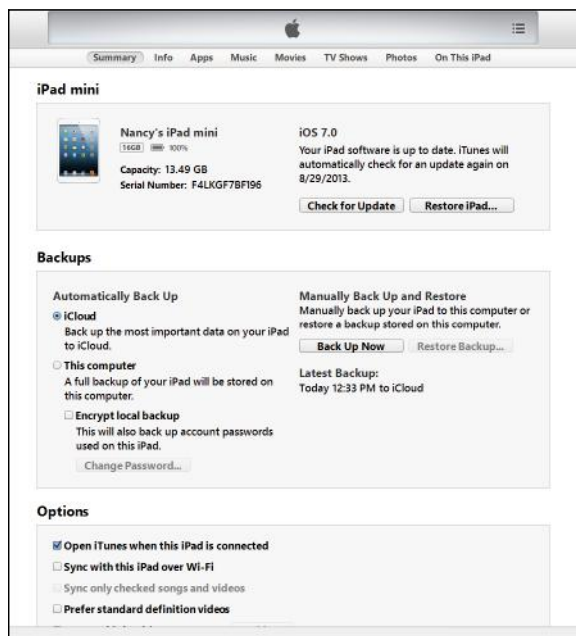 Summary Info Apps Music Movies TV Shows Photos On This iPad
iPad mini
Nancy's iPad mini
16GB 100%
Capacity: 13.49 GB
Serial Number: F4LKGF7BF196
iOS 7.0
Your iPad software is up to date. iTunes will
automatically check for an update again on
8/29/2013.
Check for Update Restore iPad...
Backups
Automatically Back Up
iCloud
Back up the most important data on your iPad
to iCloud.
This computer
A full backup of your iPad will be stored on
this computer.
Encrypt local backup
This will also back up account passwords
used on this iPad.
Change Password...
Manually Back Up and Restore
Manually back up your iPad to this computer or
restore a backup stored on this computer.
Back Up Now Restore Backup...
Latest Backup:
Today 12:33 PM to iCloud
Options
Open iTunes when this iPad is connected
Sync with this iPad over Wi-Fi
Sync only checked songs and videos
Prefer standard definition videos